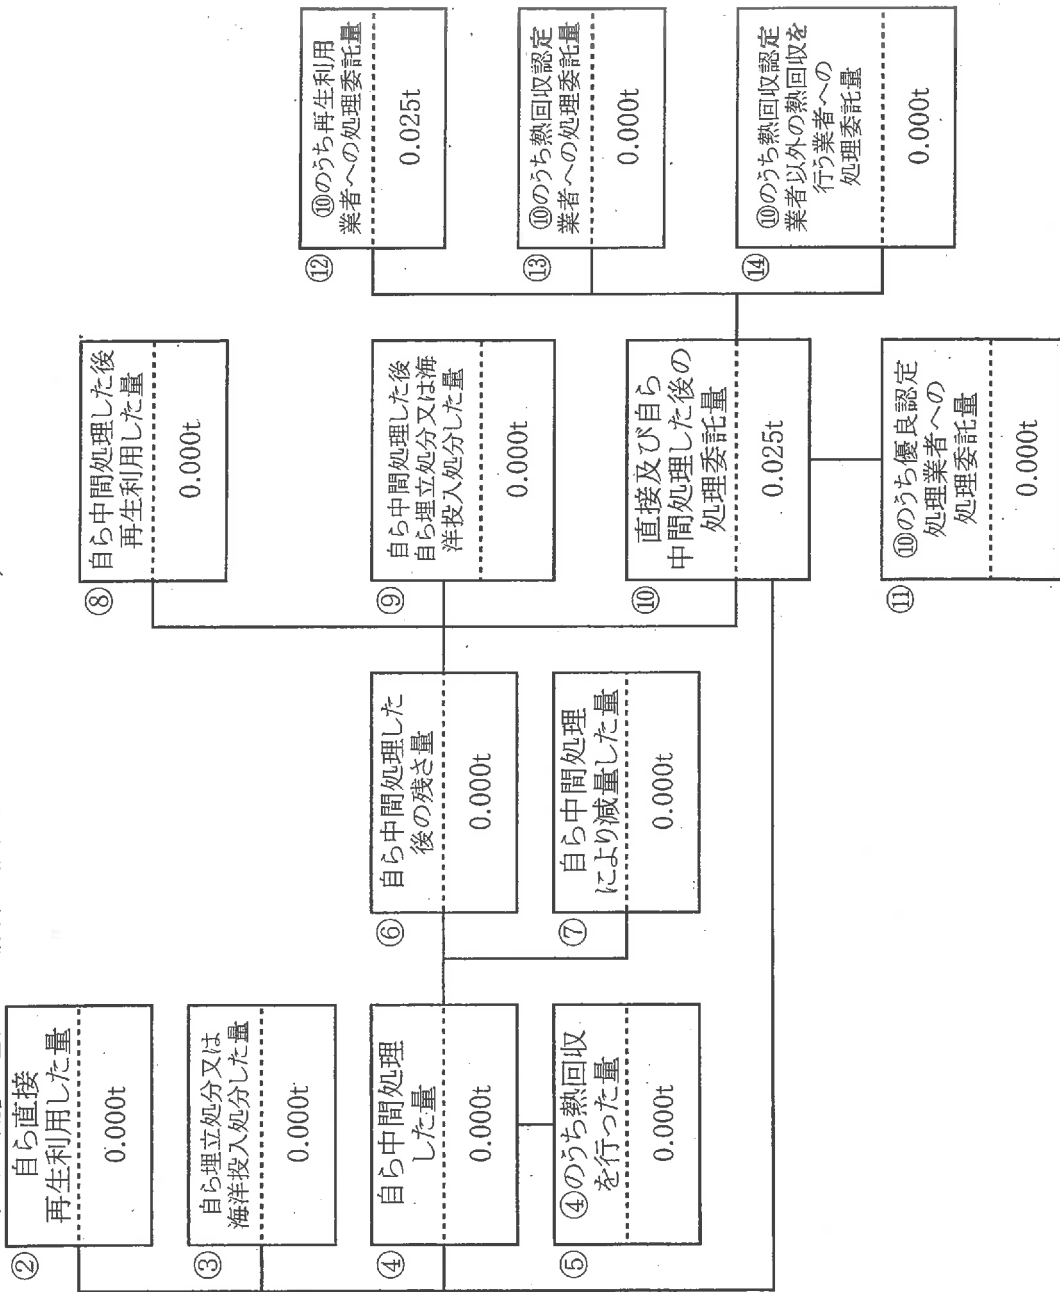 ②
自ら直接
再生利用した量
0.000t
③
自ら埋立処分又は
海洋投入処分した量
0.000t
④
自ら中間処理
した量
0.000t
⑤
④のうち熱回収
を行った量
0.000t
⑥
自ら中間処理した
後の残さ量
0.000t
⑦
自ら中間処理
により減量した量
0.000t
⑧
自ら中間処理した後
再生利用した量
0.000t
⑨
自ら中間処理した後
自ら埋立処分又は海
洋投入処分した量
0.000t
⑩
直接及び自ら
中間処理した後の
処理委託量
0.025t
⑪
⑩のうち優良認定
処理業者への
処理委託量
0.000t
⑫
⑩のうち再生利用
業者への処理委託量
0.025t
⑬
⑩のうち熱回収認定
業者への処理委託量
0.000t
⑭
⑩のうち熱回収認定
業者以外の熱回収を
行う業者への
処理委託量
0.000t